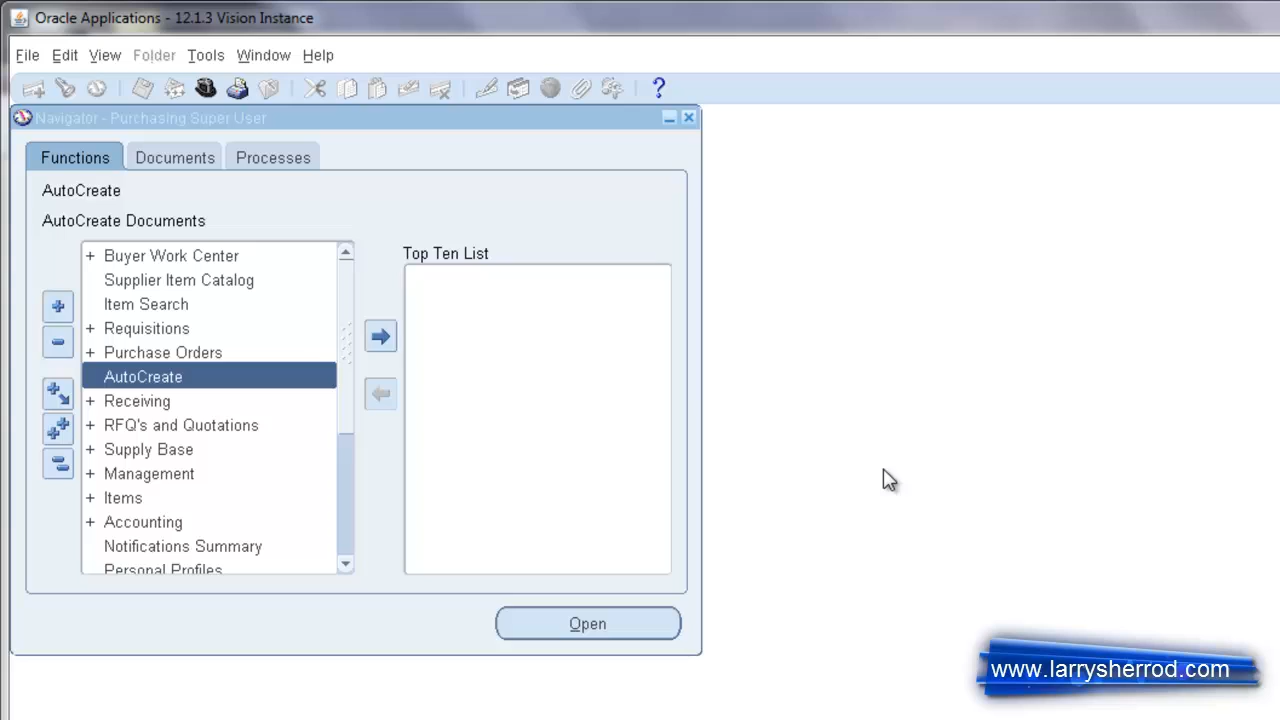 Oracle Applications - 12.1.3 Vision Instance
File Edit View Folder Tools Window Help
?
Navigator - Purchasing Super User
Functions Documents Processes
AutoCreate
AutoCreate Documents
Top Ten List
+ Buyer Work Center
Supplier Item Catalog
Item Search
+ Requisitions
+ Purchase Orders
AutoCreate
+ Receiving
+ RFQ's and Quotations
+ Supply Base
+ Management
+ Items
+ Accounting
Notifications Summary
Personal Profiles
Open
www.larrysherrod.com